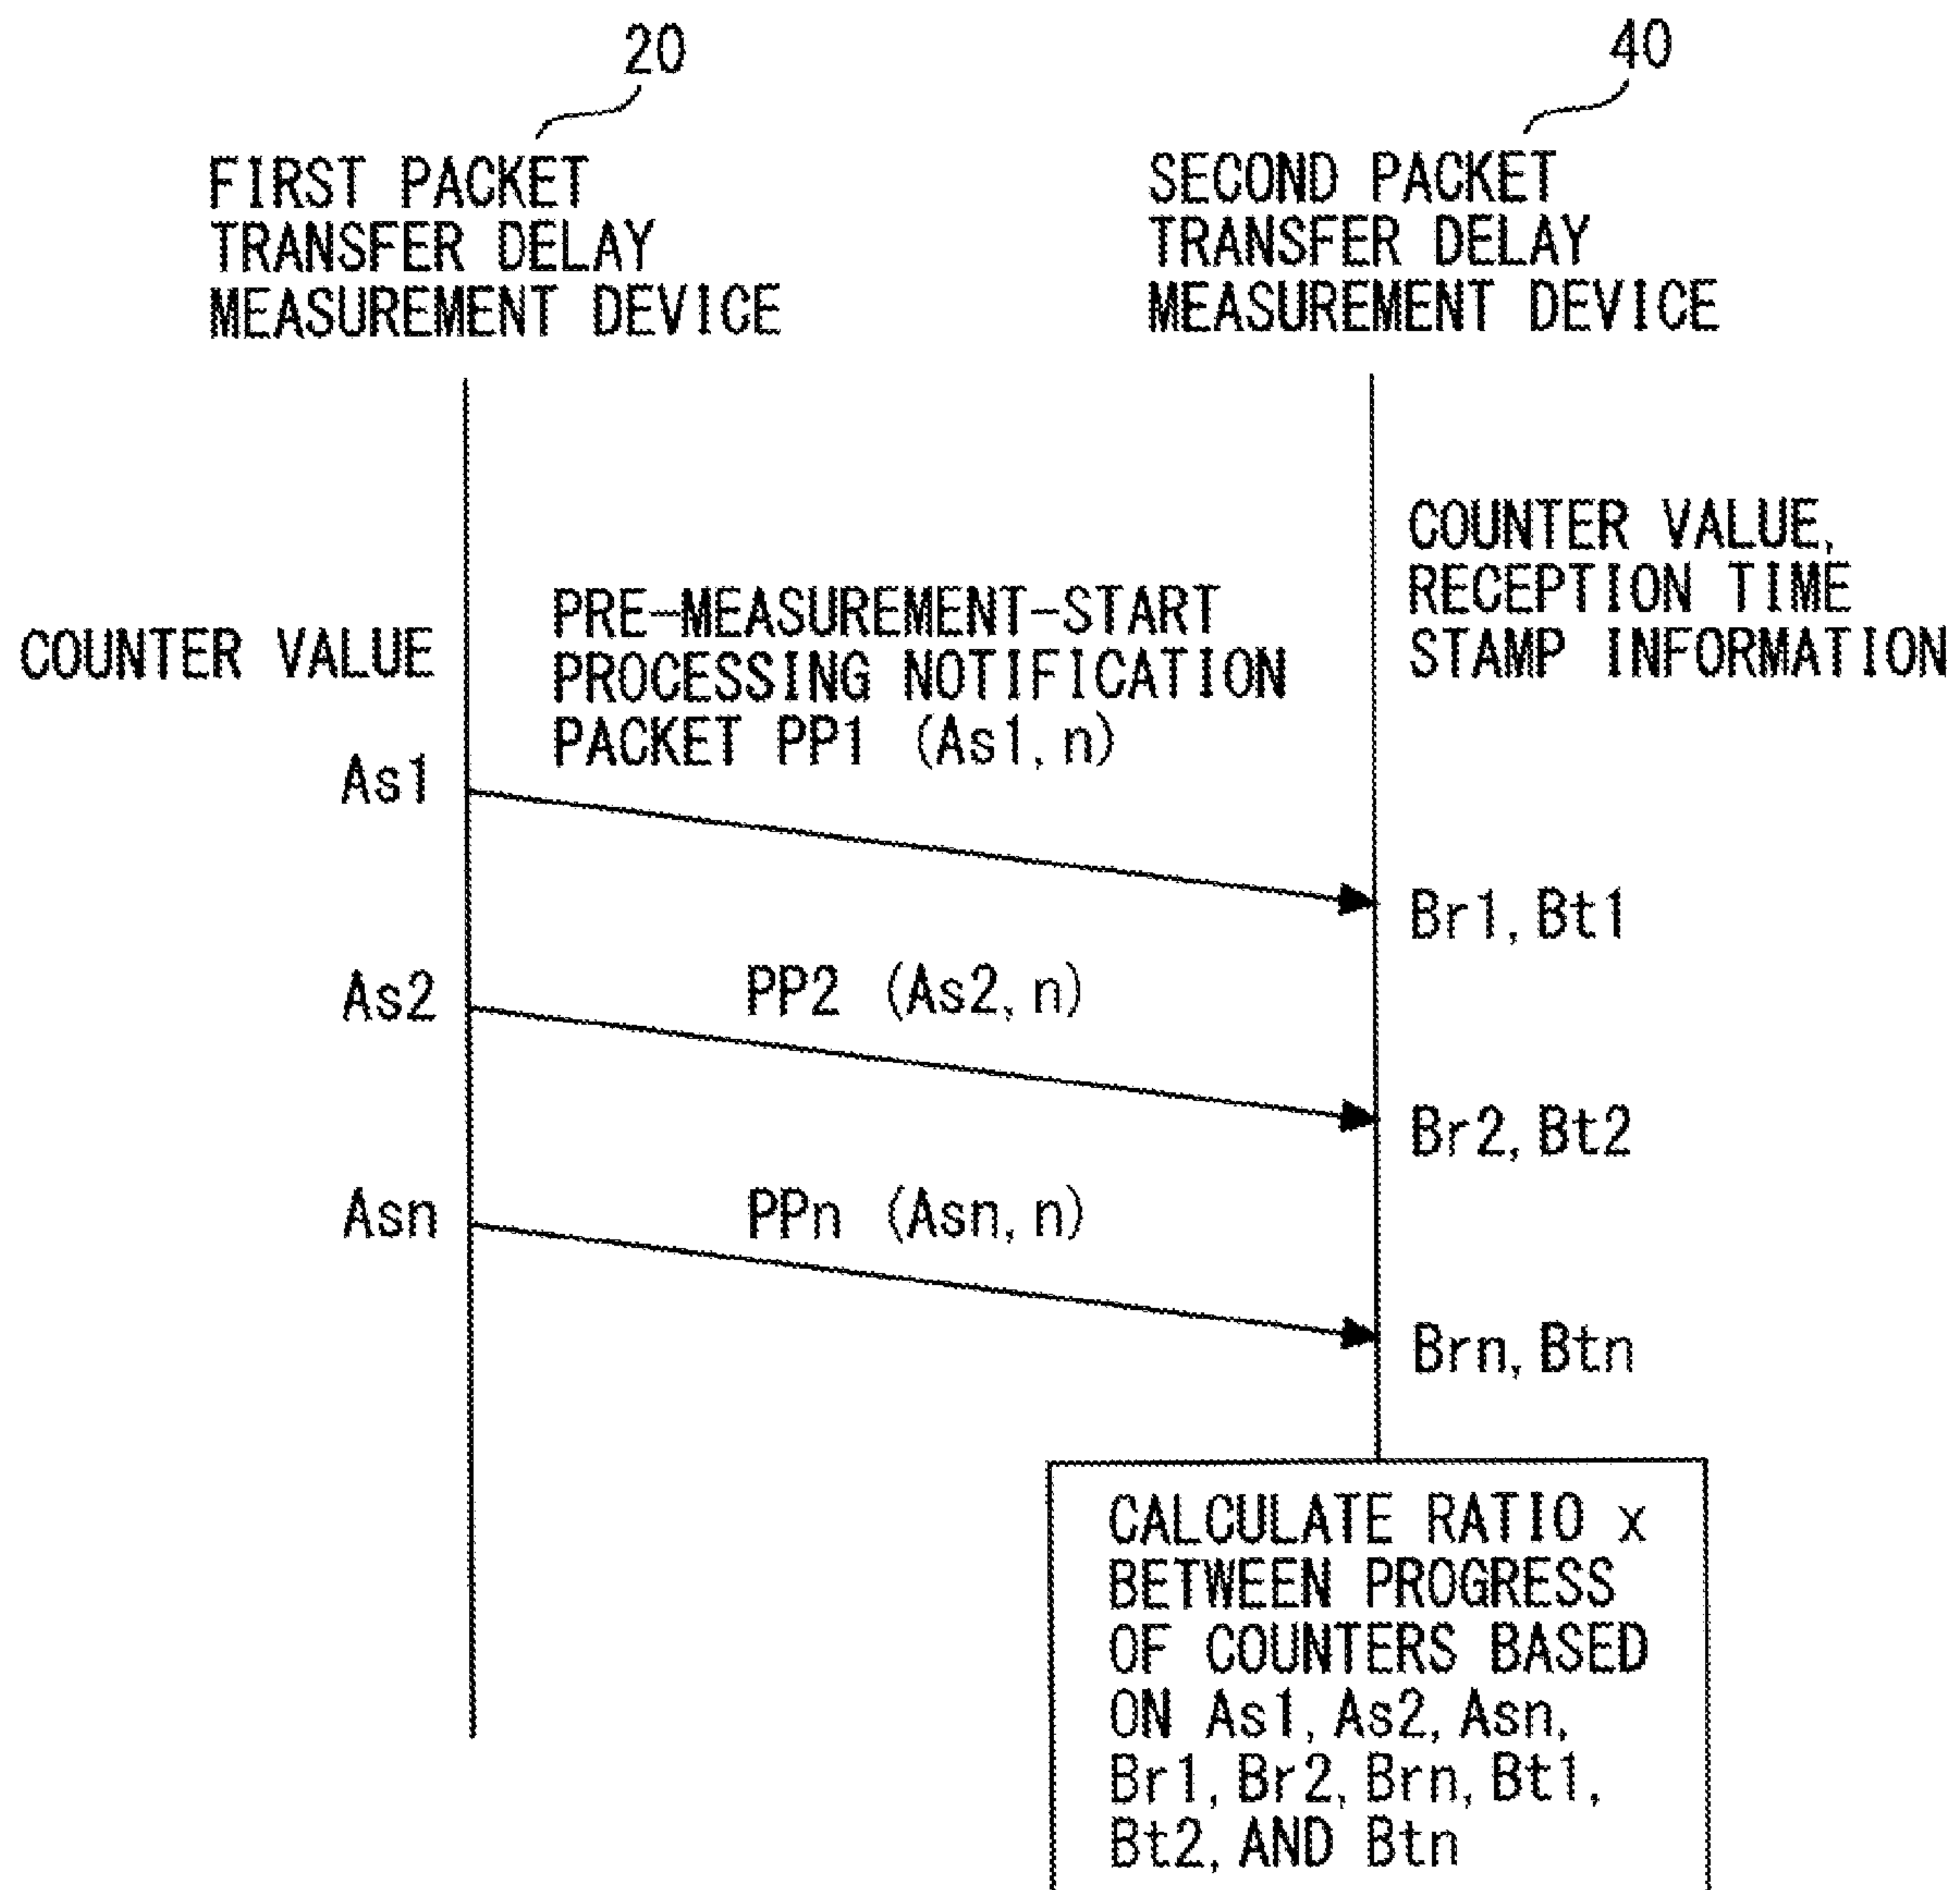 20
40
FIRST PACKET
TRANSFER DELAY
MEASUREMENT DEVICE
SECOND PACKET
TRANSFER DELAY
MEASUREMENT DEVICE
COUNTER VALUE
PRE-MEASUREMENT-START
PROCESSING NOTIFICATION
PACKET PP1 (As1, n)
COUNTER VALUE,
RECEPTION TIME
STAMP INFORMATION
As1
Br1, Bt1
As2
PP2 (As2, n)
Br2, Bt2
Asn
PPn (Asn, n)
Brn, Btn
CALCULATE RATIO x
BETWEEN PROGRESS
OF COUNTERS BASED
ON As1, As2, Asn,
Br1, Br2, Brn, Bt1,
Bt2, AND Btn